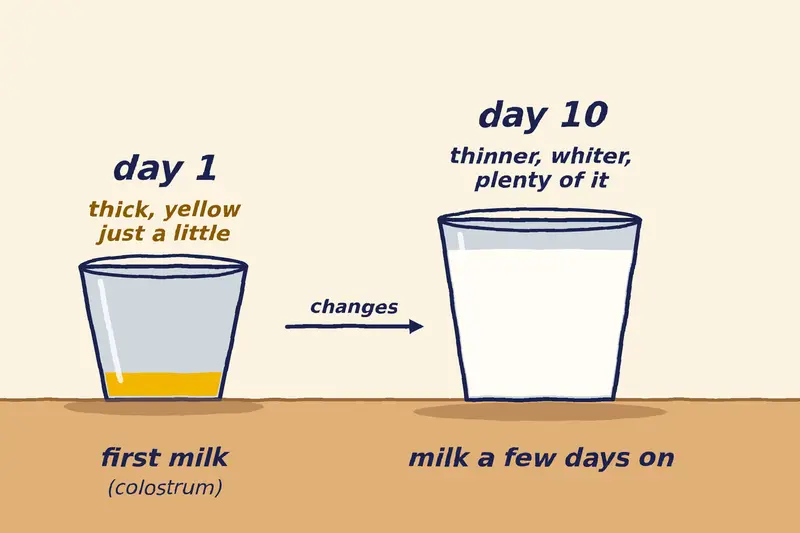 day 1
thick, yellow
just a little
first milk
(colostrum)
changes
day 10
thinner, whiter,
plenty of it
milk a few days on